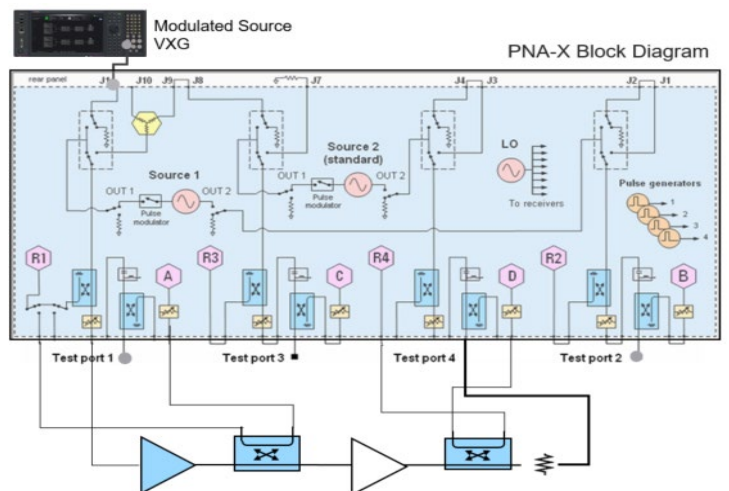 Modulated Source
VXG
PNA-X Block Diagram
rear panel
J10
J9
J8
J7
J4
J3
J2
J1
Source 1
Source 2
(standard)
LO
To receivers
Pulse generators
1
2
3
4
OUT 1
OUT 2
Pulse
modulator
OUT 1
OUT 2
Pulse
modulator
R1
A
R3
C
R4
D
R2
B
Test port 1
Test port 3
Test port 4
Test port 2